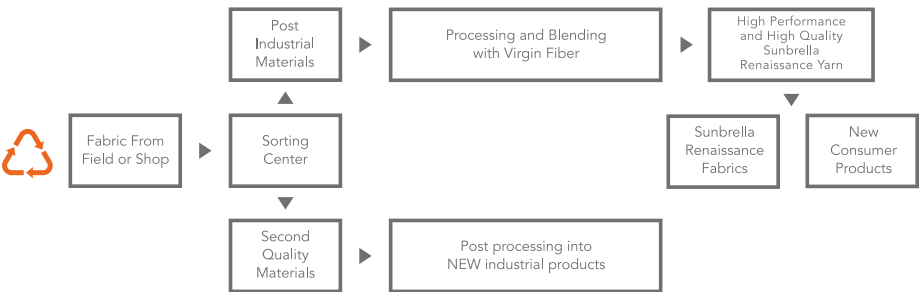 Post
Industrial
Materials
Processing and Blending
with Virgin Fiber
High Performance
and High Quality
Sunbrella
Renaissance Yarn
Fabric From
Field or Shop
Sorting
Center
Sunbrella
Renaissance
Fabrics
New
Consumer
Products
Second
Quality
Materials
Post processing into
NEW industrial products